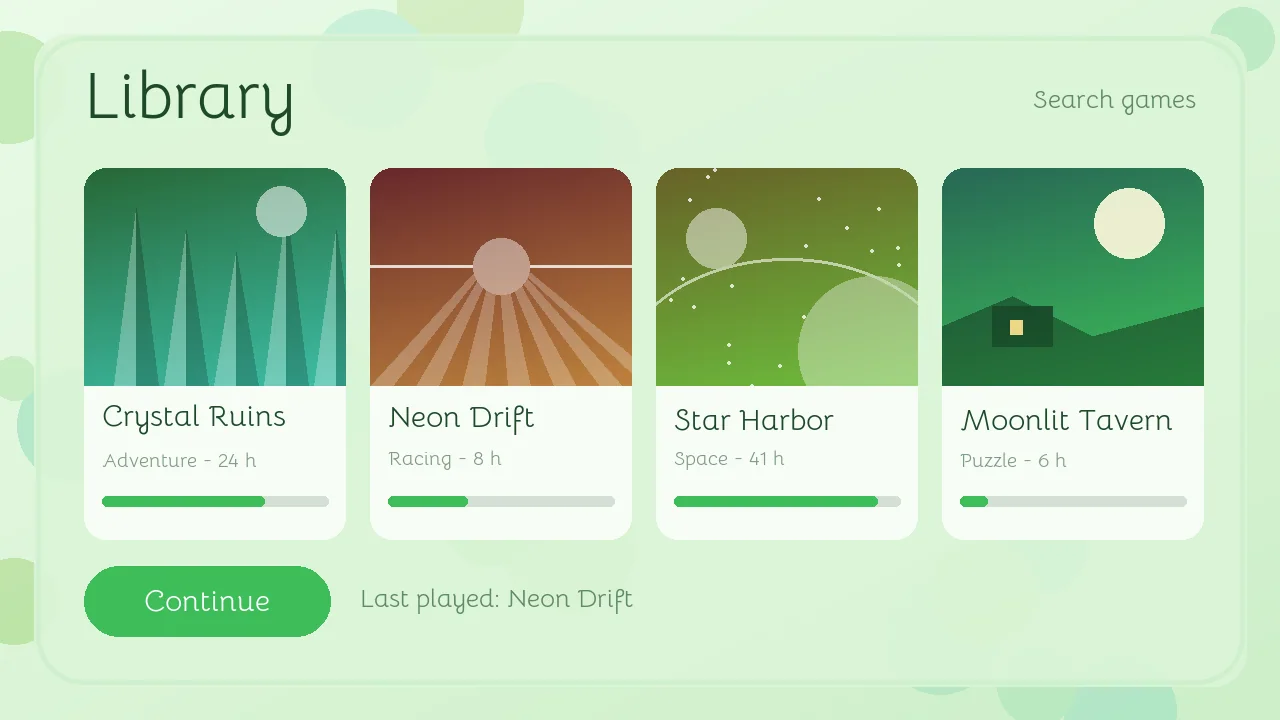 Library
Search games
Crystal Ruins
Adventure - 24 h
Neon Drift
Racing - 8 h
Star Harbor
Space - 41 h
Moonlit Tavern
Puzzle - 6 h
Continue
Last played: Neon Drift